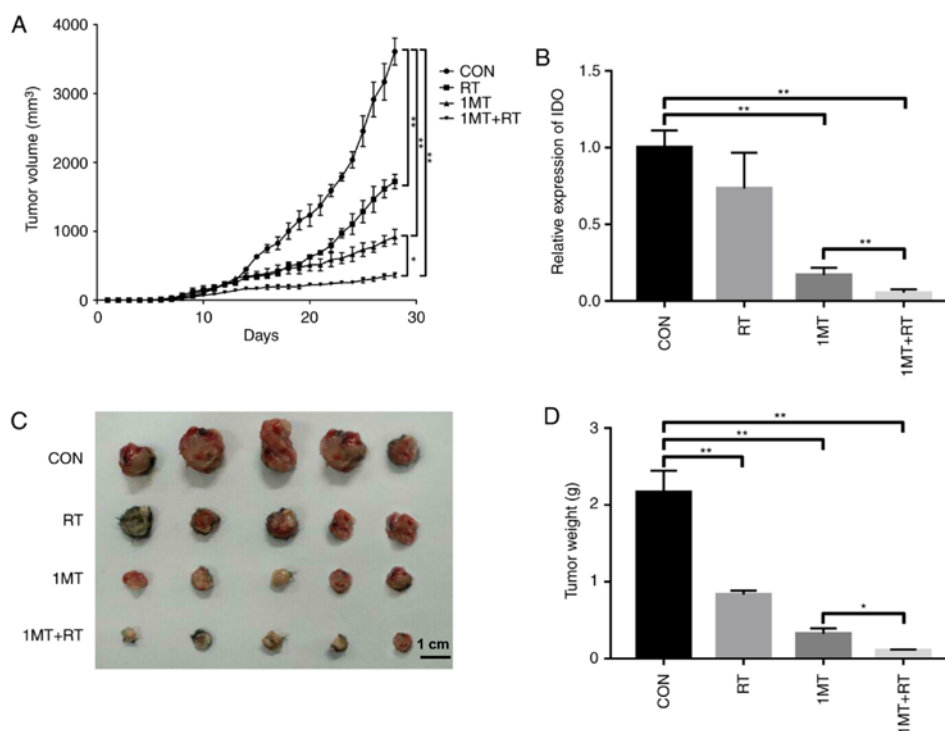 A
Tumor volume (mm³)
4000
3000
2000
1000
0
0
10
20
30
Days
CON
RT
1MT
1MT+RT
**
**
**
*
B
Relative expression of IDO
1.5
1.0
0.5
0.0
**
**
**
CON
RT
1MT
1MT+RT
C
CON
RT
1MT
1MT+RT
1 cm
D
Tumor weight (g)
3
2
1
0
**
**
**
*
CON
RT
1MT
1MT+RT